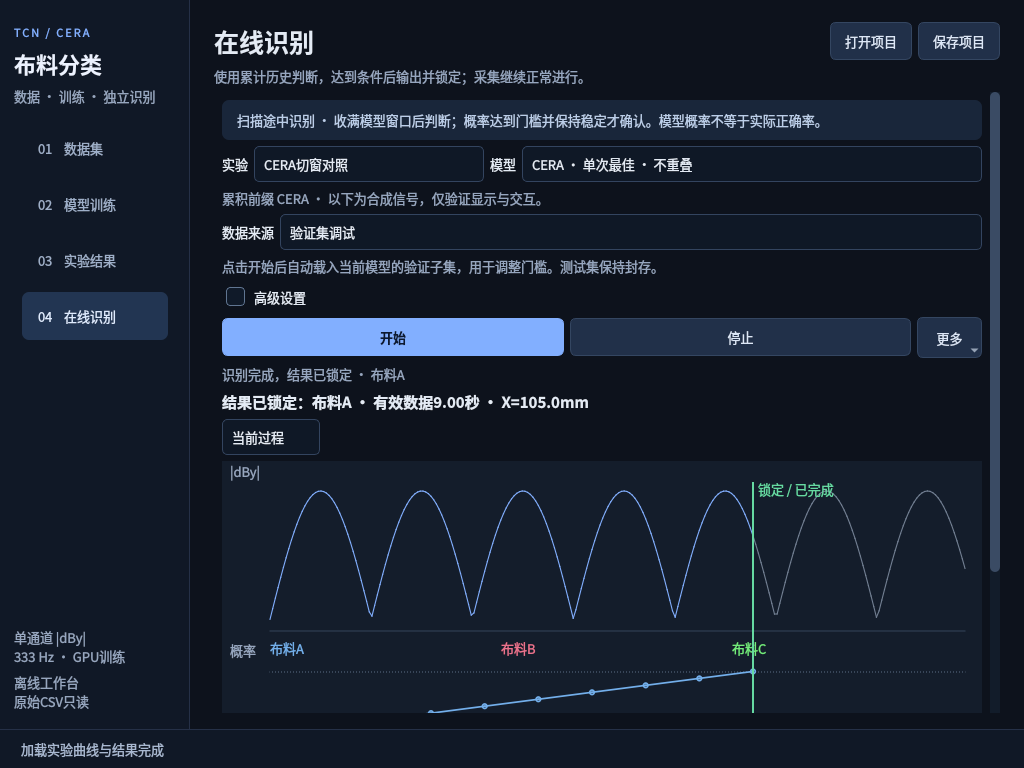 TCN / CERA
布料分类
数据 · 训练 · 独立识别
01 数据集
02 模型训练
03 实验结果
04 在线识别
单通道 |dBy|
333 Hz · GPU训练
离线工作台
原始CSV只读
在线识别
打开项目
保存项目
使用累计历史判断，达到条件后输出并锁定；采集继续正常进行。
扫描途中识别 · 收满模型窗口后判断；概率达到门槛并保持稳定才确认。模型概率不等于实际正确率。
实验 CERA切窗对照 模型 CERA · 单次最佳 · 不重叠
累积前缀 CERA · 以下为合成信号，仅验证显示与交互。
数据来源 验证集调试
点击开始后自动载入当前模型的验证子集，用于调整门槛。测试集保持封存。
高级设置
开始 停止 更多
识别完成，结果已锁定 · 布料A
结果已锁定：布料A · 有效数据9.00秒 · X=105.0mm
当前过程
|dBy|
锁定 / 已完成
概率 布料A 布料B 布料C
加载实验曲线与结果完成